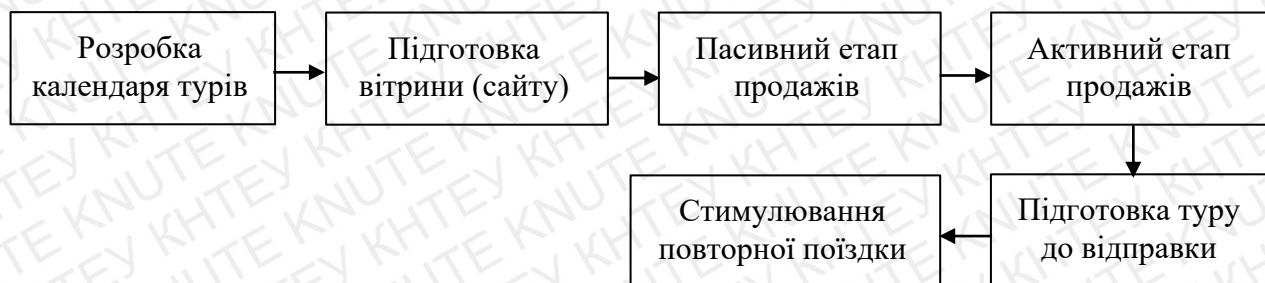 Розробка
календаря турів
Підготовка
вітрини (сайту)
Пасивний етап
продажів
Активний етап
продажів
Підготовка туру
до відправки
Стимулювання
повторної поїздки